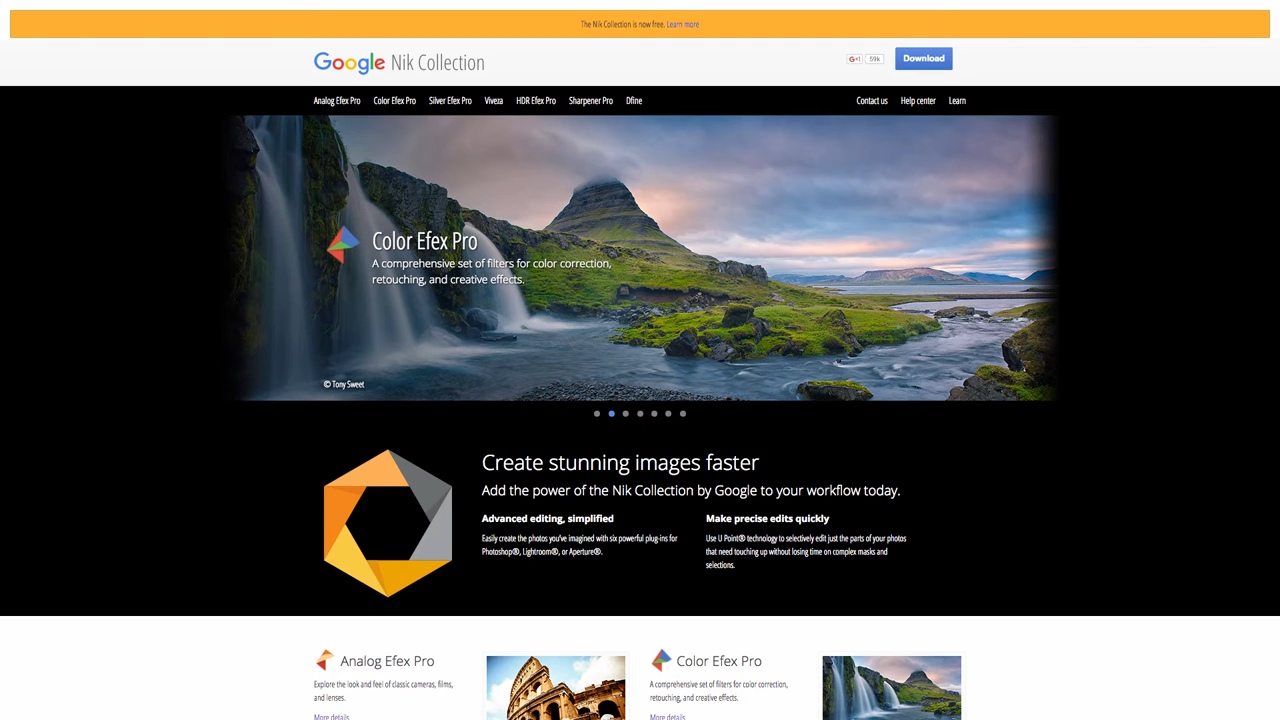 The Nik Collection is now free. Learn more
Google Nik Collection
G+1 59k Download
Analog Efex Pro Color Efex Pro Silver Efex Pro Viveza HDR Efex Pro Sharpener Pro Dfine Contact us Help center Learn
Color Efex Pro
A comprehensive set of filters for color correction,
retouching, and creative effects.
© Tony Sweet
Create stunning images faster
Add the power of the Nik Collection by Google to your workflow today.
Advanced editing, simplified
Easily create the photos you've imagined with six powerful plug-ins for
Photoshop®, Lightroom®, or Aperture®.
Make precise edits quickly
Use U Point® technology to selectively edit just the parts of your photos
that need touching up without losing time on complex masks and
selections.
Analog Efex Pro
Explore the look and feel of classic cameras, films,
and lenses.
More details
Color Efex Pro
A comprehensive set of filters for color correction,
retouching, and creative effects.
More details